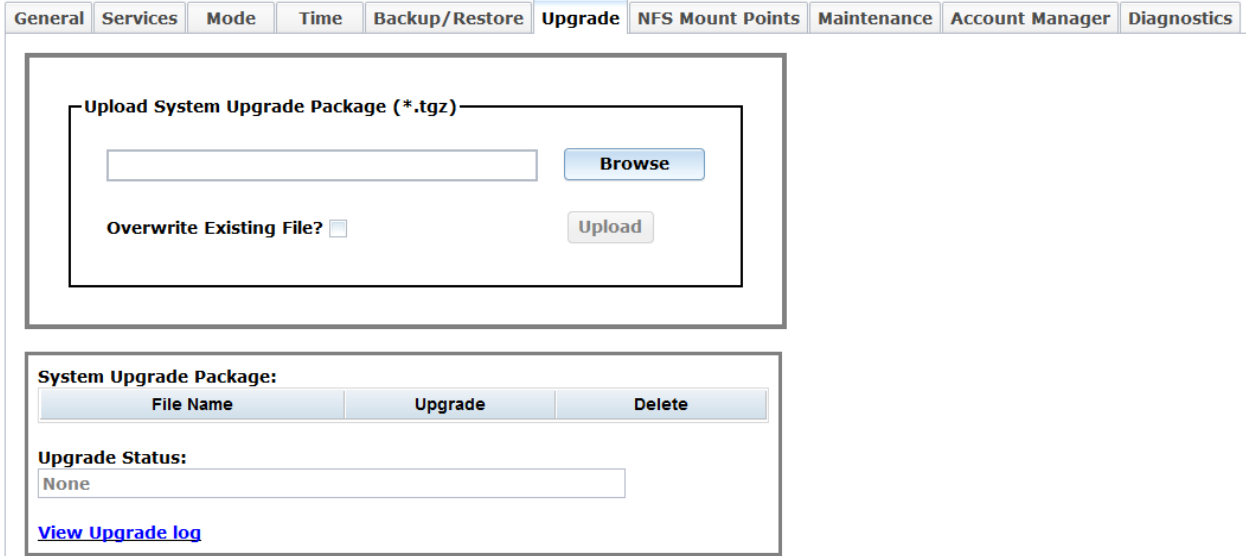 General Services Mode Time Backup/Restore Upgrade NFS Mount Points Maintenance Account Manager Diagnostics
Upload System Upgrade Package (*.tgz)
Browse
Overwrite Existing File? Upload
System Upgrade Package:
File Name Upgrade Delete
Upgrade Status:
None
View Upgrade log